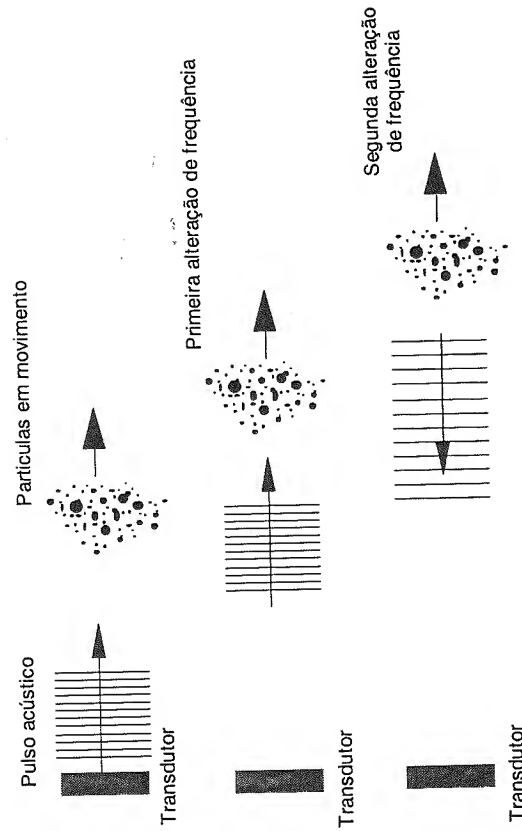 Pulso acústico
Partículas em movimento
Transdutor
Primeira alteração de frequência
Transdutor
Segunda alteração
de frequência
Transdutor